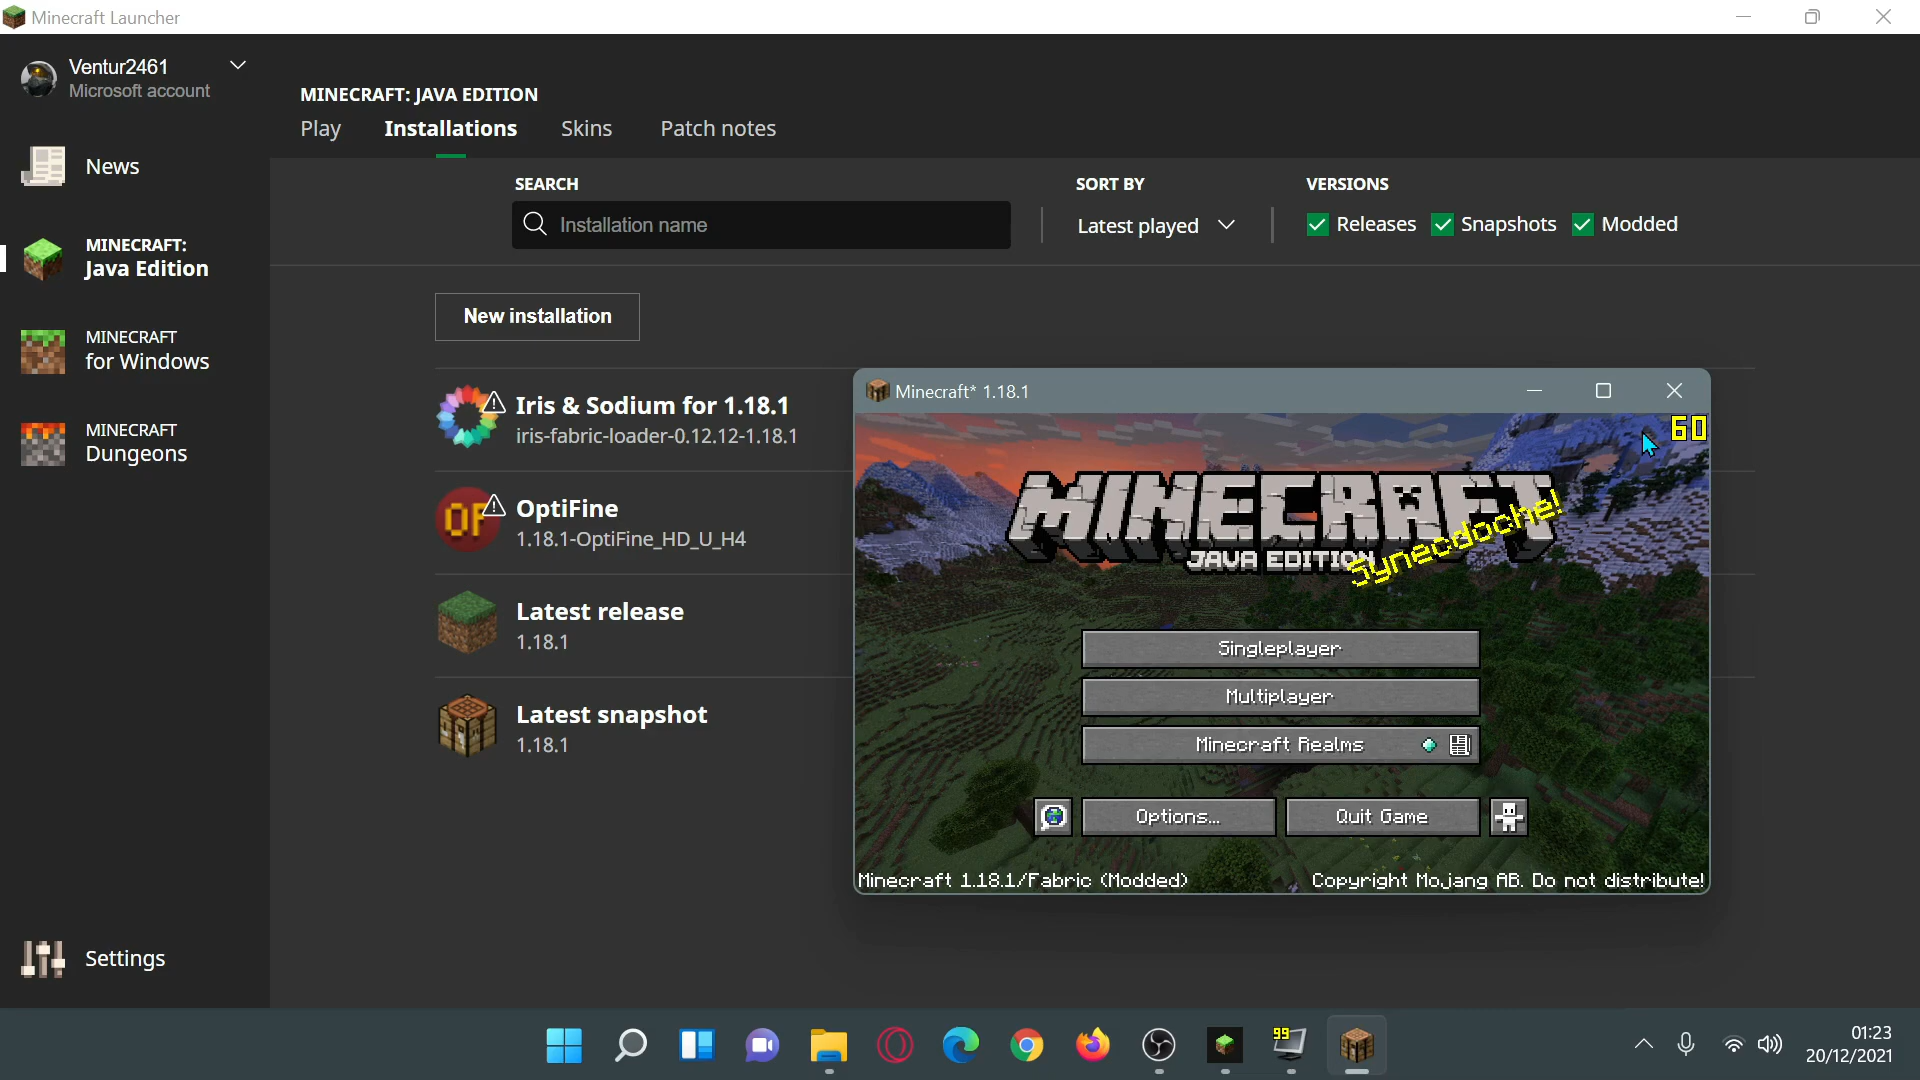 Minecraft Launcher
Ventur2461
Microsoft account
News
MINECRAFT:
Java Edition
MINECRAFT
for Windows
MINECRAFT
Dungeons
Settings
MINECRAFT: JAVA EDITION
Play Installations Skins Patch notes
SEARCH
Installation name
SORT BY
Latest played
VERSIONS
Releases Snapshots Modded
New installation
Iris & Sodium for 1.18.1
iris-fabric-loader-0.12.12-1.18.1
OF
OptiFine
1.18.1-OptiFine_HD_U_H4
Latest release
1.18.1
Latest snapshot
1.18.1
Minecraft* 1.18.1
60
MINECRAFT
JAVA EDITION
Synecdoche!
Singleplayer
Multiplayer
Minecraft Realms
Options...
Quit Game
Minecraft 1.18.1/Fabric (Modded)
Copyright Mojang AB. Do not distribute!
99
01:23
20/12/2021